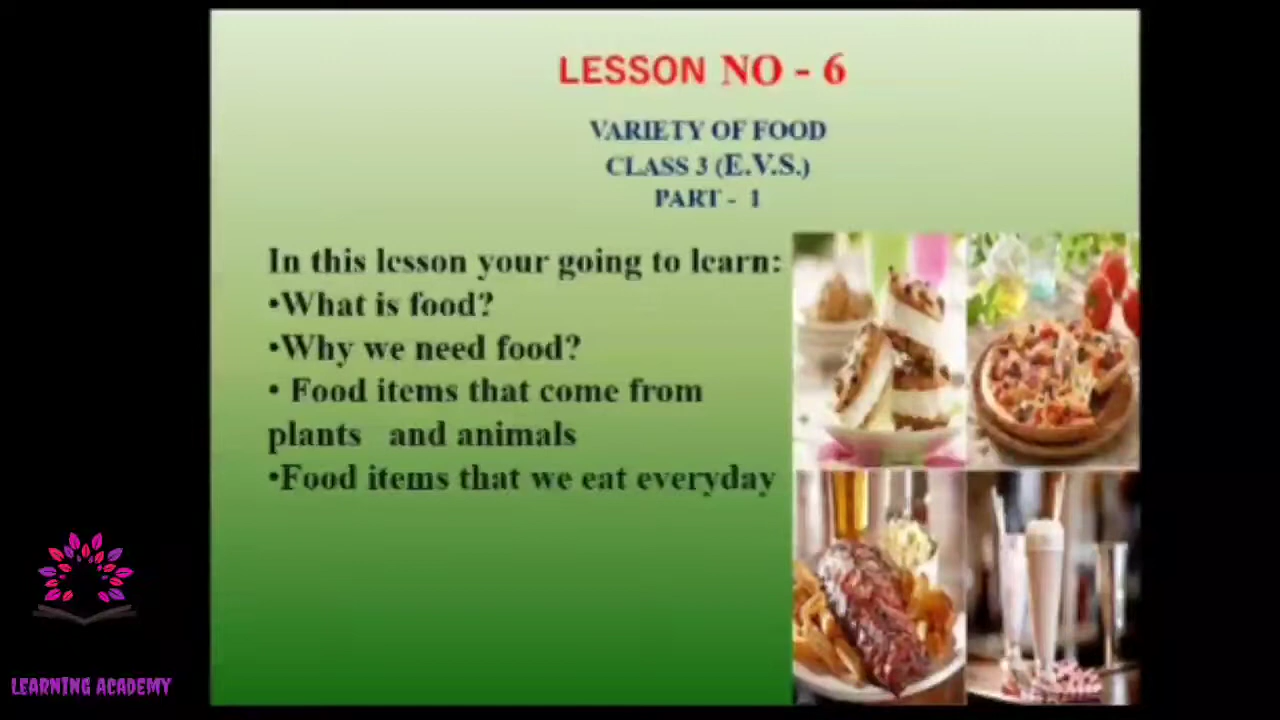 LESSON NO - 6
VARIETY OF FOOD
CLASS 3 (E.V.S.)
PART - 1
In this lesson your going to learn:
•What is food?
•Why we need food?
• Food items that come from
plants and animals
•Food items that we eat everyday
LEARNING ACADEMY